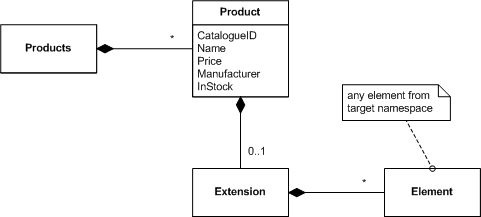 Product
CatalogueID
Name
Price
Manufacturer
InStock
Products
*
any element from
target namespace
0..1
Extension
*
Element